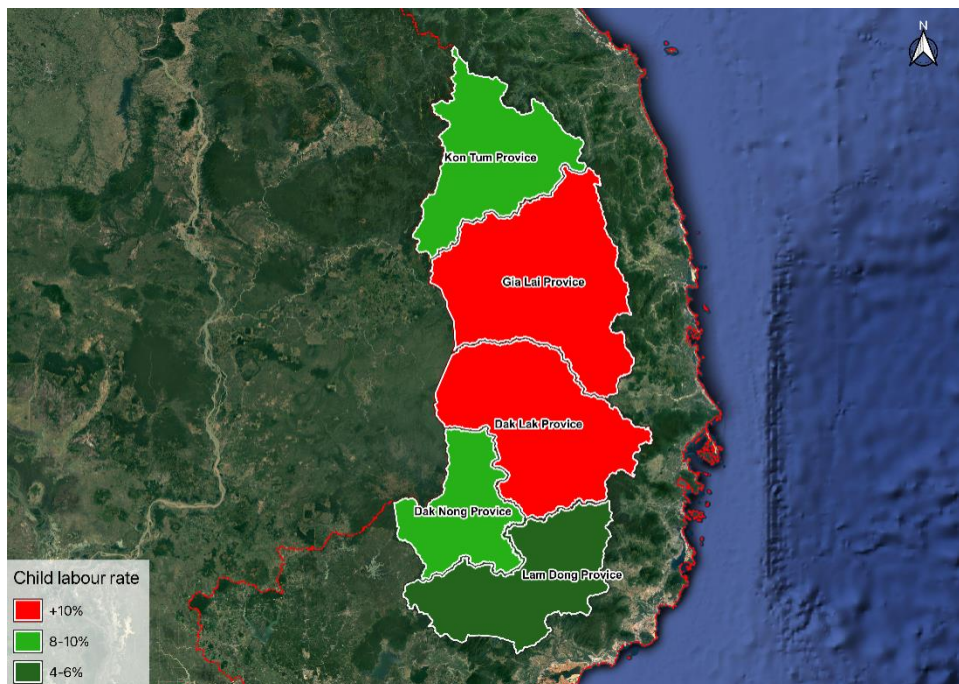 N
Kon Tum Provice
Gia Lai Provice
Dak Lak Provice
Dak Nong Provice
Lam Dong Provice
Child labour rate
+10%
8-10%
4-6%